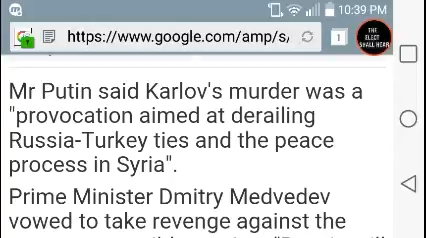 10:39 PM
https://www.google.com/amp/s/
1
THE
ELECT
SHALL HEAR
Mr Putin said Karlov's murder was a
"provocation aimed at derailing
Russia-Turkey ties and the peace
process in Syria".
Prime Minister Dmitry Medvedev
vowed to take revenge against the